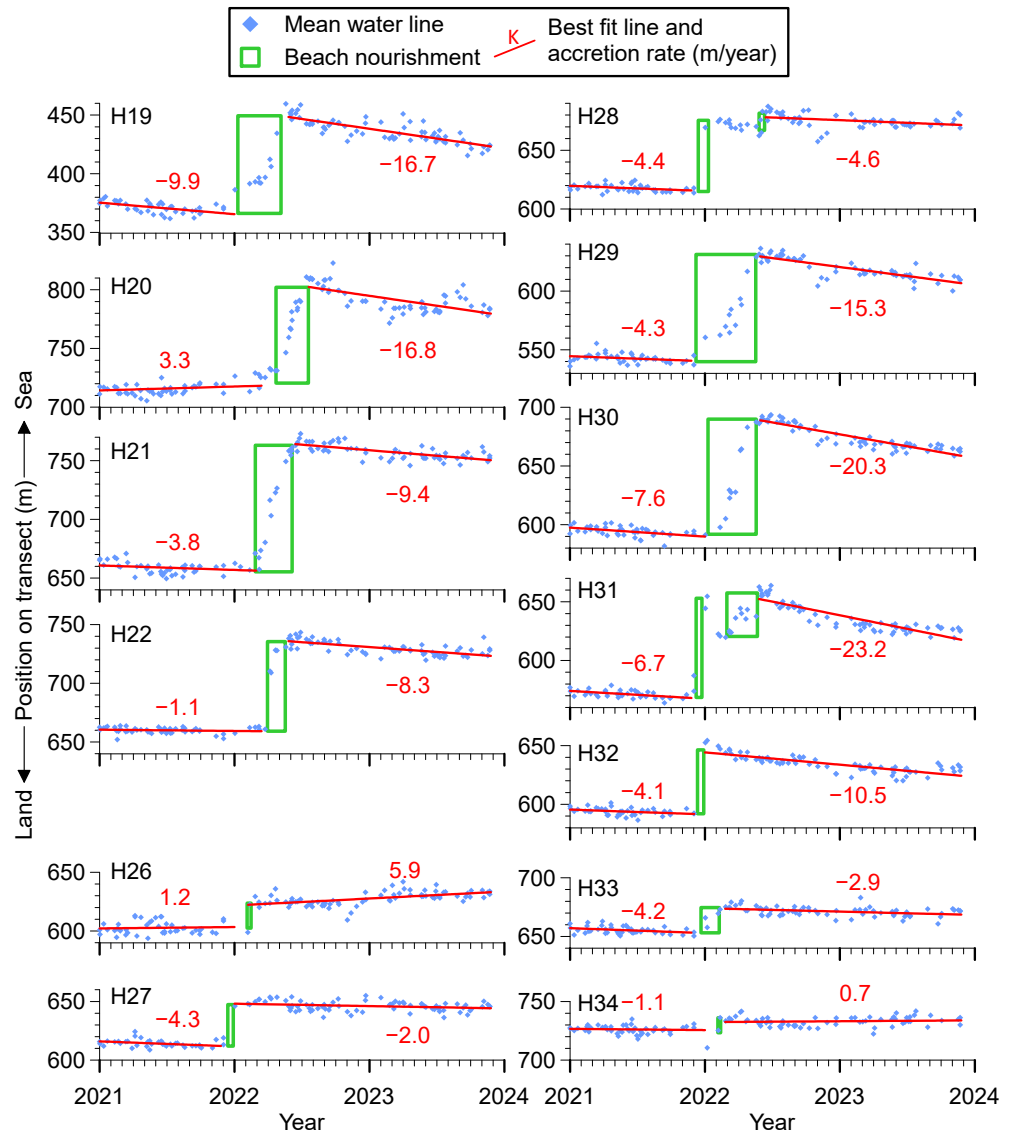 Mean water line
Beach nourishment
K
Best fit line and
accretion rate (m/year)
Land ← Position on transect (m) → Sea
H19
450
400
350
−9.9
−16.7
H20
800
750
700
3.3
−16.8
H21
750
700
650
−3.8
−9.4
H22
750
700
650
−1.1
−8.3
H26
650
600
1.2
5.9
H27
650
600
−4.3
−2.0
2021 2022 2023 2024
Year
H28
650
600
−4.4
−4.6
H29
600
550
−4.3
−15.3
H30
700
650
600
−7.6
−20.3
H31
650
600
−6.7
−23.2
H32
650
600
−4.1
−10.5
H33
700
650
−4.2
−2.9
H34
750
700
−1.1
0.7
2021 2022 2023 2024
Year